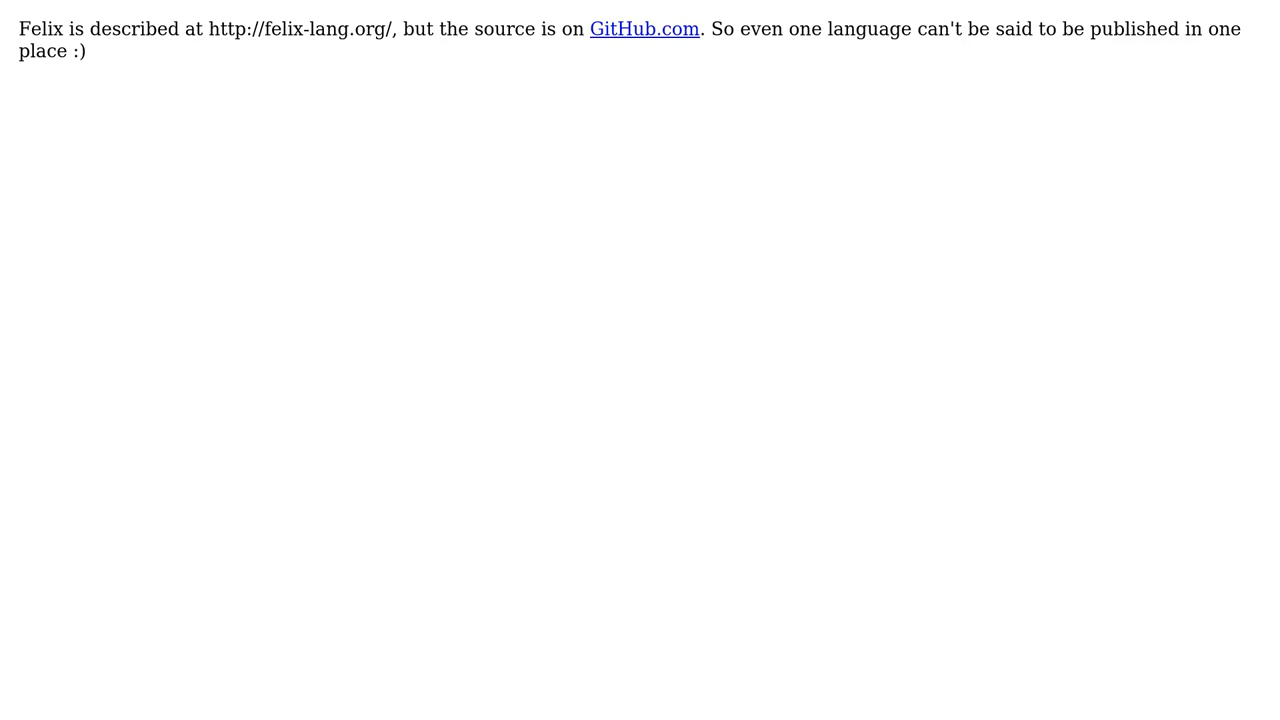 Felix is described at http://felix-lang.org/, but the source is on GitHub.com. So even one language can't be said to be published in one
place :)